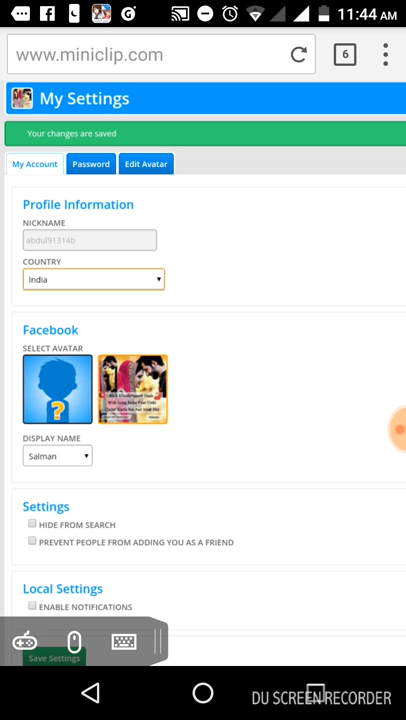 11:44 AM
www.miniclip.com
6
My Settings
Your changes are saved
My Account
Password
Edit Avatar
Profile Information
NICKNAME
abdul91314b
COUNTRY
India
Facebook
SELECT AVATAR
?
DISPLAY NAME
Salman
Settings
HIDE FROM SEARCH
PREVENT PEOPLE FROM ADDING YOU AS A FRIEND
Local Settings
ENABLE NOTIFICATIONS
Save Settings
DU SCREEN RECORDER